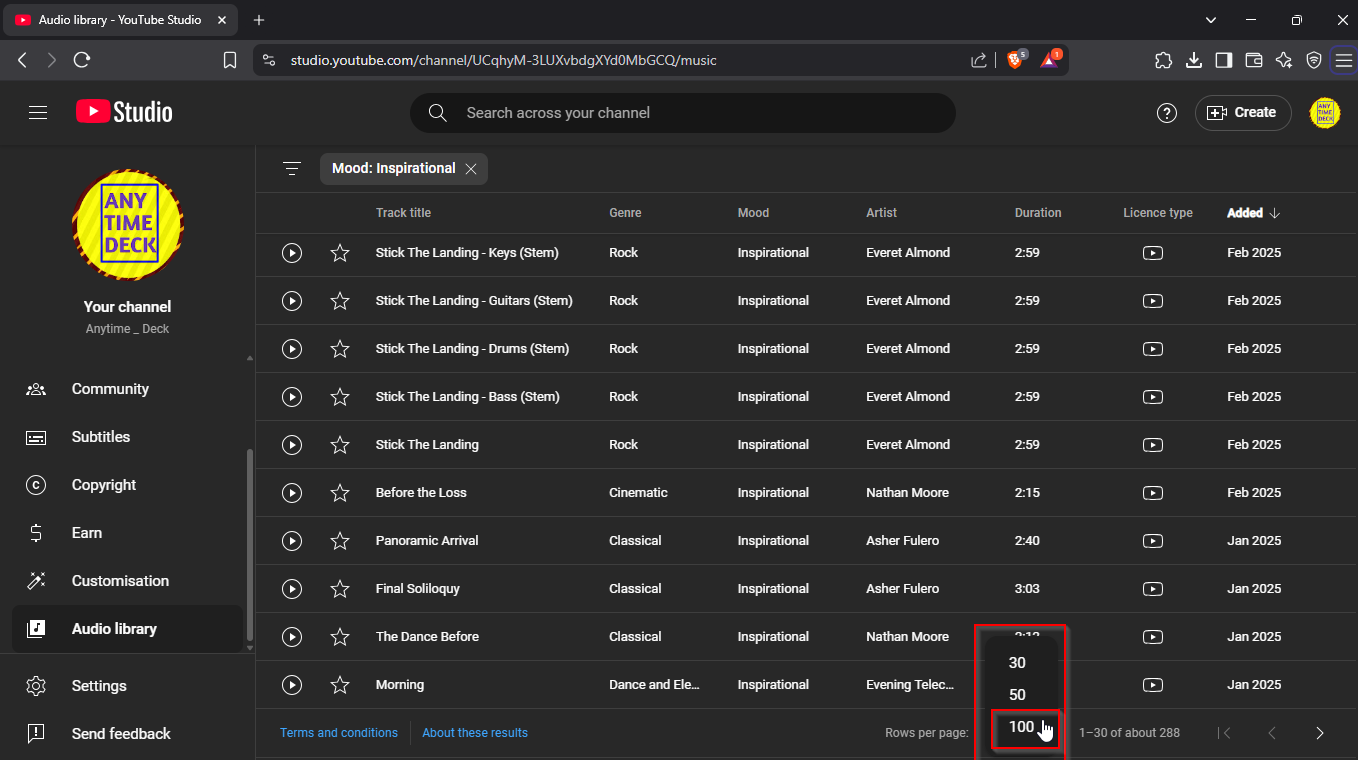 Audio library - YouTube Studio
studio.youtube.com/channel/UCqhyM-3LUXvbdgXYd0MbGCQ/music
5
1
Studio
Search across your channel
Create
ANY TIME DECK
ANY
TIME
DECK
Your channel
Anytime _ Deck
Community
Subtitles
Copyright
Earn
Customisation
Audio library
Settings
Send feedback
Mood: Inspirational
Track title Genre Mood Artist Duration Licence type Added
Stick The Landing - Keys (Stem) Rock Inspirational Everet Almond 2:59 Feb 2025
Stick The Landing - Guitars (Stem) Rock Inspirational Everet Almond 2:59 Feb 2025
Stick The Landing - Drums (Stem) Rock Inspirational Everet Almond 2:59 Feb 2025
Stick The Landing - Bass (Stem) Rock Inspirational Everet Almond 2:59 Feb 2025
Stick The Landing Rock Inspirational Everet Almond 2:59 Feb 2025
Before the Loss Cinematic Inspirational Nathan Moore 2:15 Feb 2025
Panoramic Arrival Classical Inspirational Asher Fulero 2:40 Jan 2025
Final Soliloquy Classical Inspirational Asher Fulero 3:03 Jan 2025
The Dance Before Classical Inspirational Nathan Moore Jan 2025
Morning Dance and Ele... Inspirational Evening Telec... Jan 2025
30
50
100
Terms and conditions About these results Rows per page: 1–30 of about 288